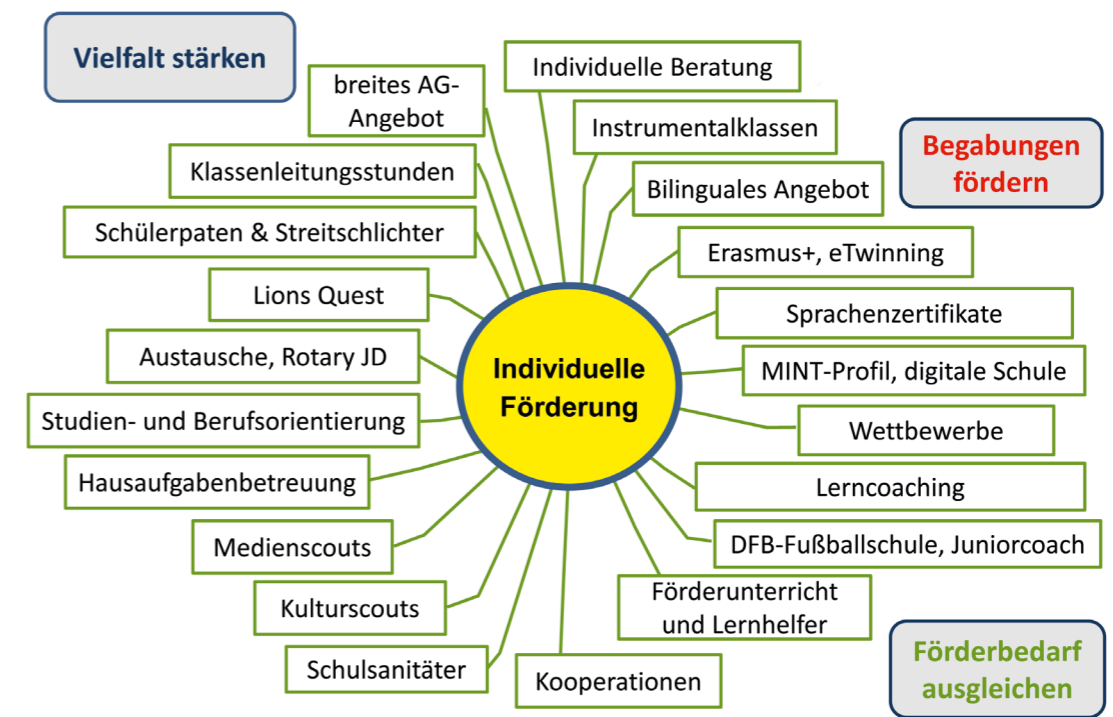 Vielfalt stärken
Individuelle Beratung
breites AG-
Angebot
Instrumentalklassen
Begabungen
fördern
Klassenleitungsstunden
Bilinguales Angebot
Schülerpaten & Streitschlichter
Erasmus+, eTwinning
Lions Quest
Sprachenzertifikate
Austausche, Rotary JD
Individuelle
Förderung
MINT-Profil, digitale Schule
Studien- und Berufsorientierung
Wettbewerbe
Hausaufgabenbetreuung
Lerncoaching
Medienscouts
DFB-Fußballschule, Juniorcoach
Kulturscouts
Förderunterricht
und Lernhelfer
Schulsanitäter
Kooperationen
Förderbedarf
ausgleichen